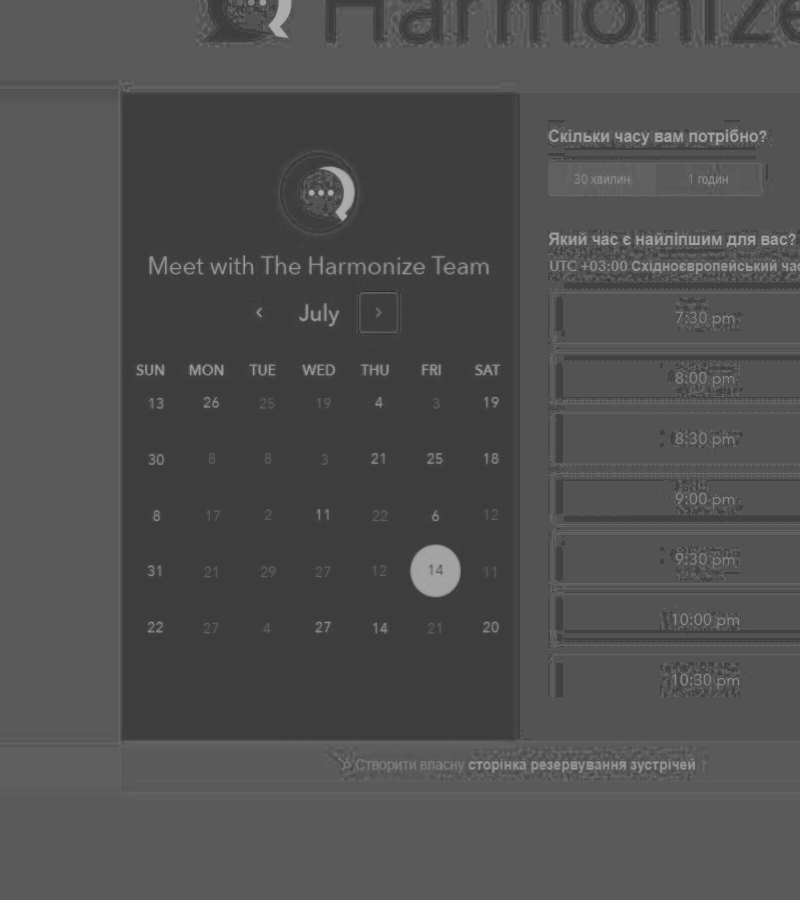 Harmonize
Meet with The Harmonize Team
July
SUN MON TUE WED THU FRI SAT
13 26 25 19 4 3 19
30 8 8 3 21 25 18
8 17 2 11 22 6 12
31 21 29 27 12 14 11
22 27 4 27 14 21 20
Скільки часу вам потрібно?
30 хвилин 1 годин
Який час є найліпшим для вас?
UTC +03:00 Східноєвропейський час
7:30 pm
8:00 pm
8:30 pm
9:00 pm
9:30 pm
10:00 pm
10:30 pm
Створити власну сторінка резервування зустрічей